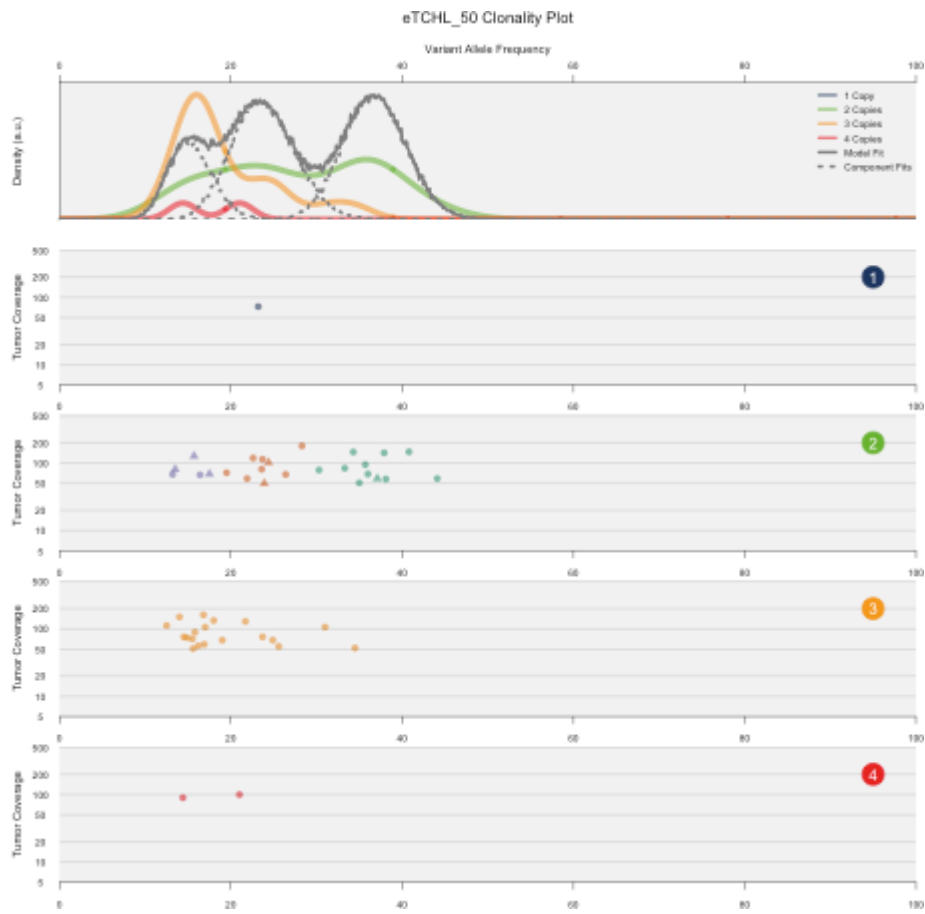 eTCHL_50 Clonality Plot
Variant Allele Frequency
0 20 40 60 80 100
Density (a.u.)
1 Copy
2 Copies
3 Copies
4 Copies
Model Fit
Component Fits
Tumor Coverage
500
200
100
50
20
10
5
1
0 20 40 60 80 100
Tumor Coverage
500
200
100
50
20
10
5
2
0 20 40 60 80 100
Tumor Coverage
500
200
100
50
20
10
5
3
0 20 40 60 80 100
Tumor Coverage
500
200
100
50
20
10
5
4
0 20 40 60 80 100